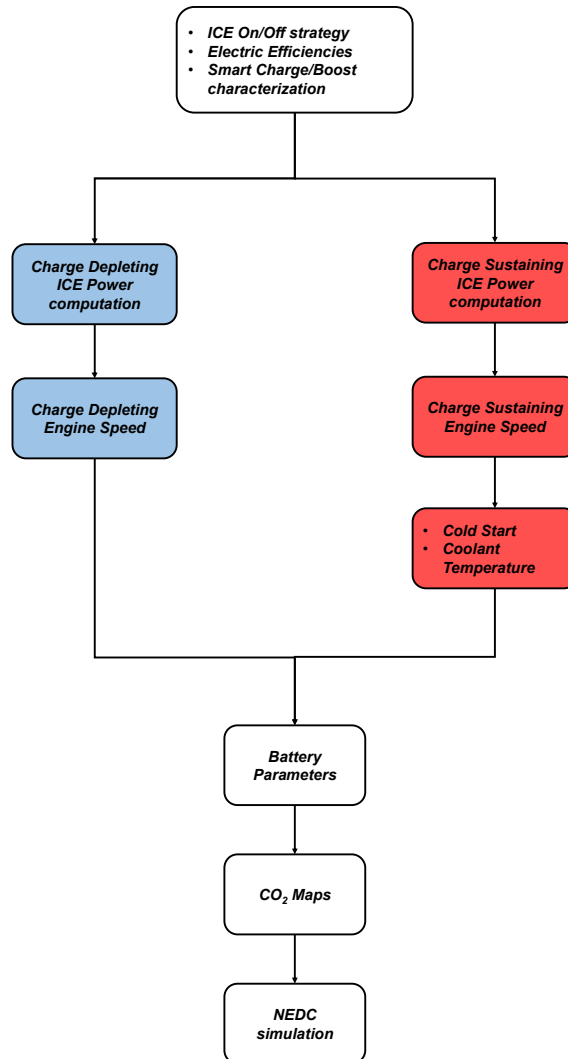 • ICE On/Off strategy
• Electric Efficiencies
• Smart Charge/Boost
characterization
Charge Depleting
ICE Power
computation
Charge Sustaining
ICE Power
computation
Charge Depleting
Engine Speed
Charge Sustaining
Engine Speed
• Cold Start
• Coolant
Temperature
Battery
Parameters
CO₂ Maps
NEDC
simulation